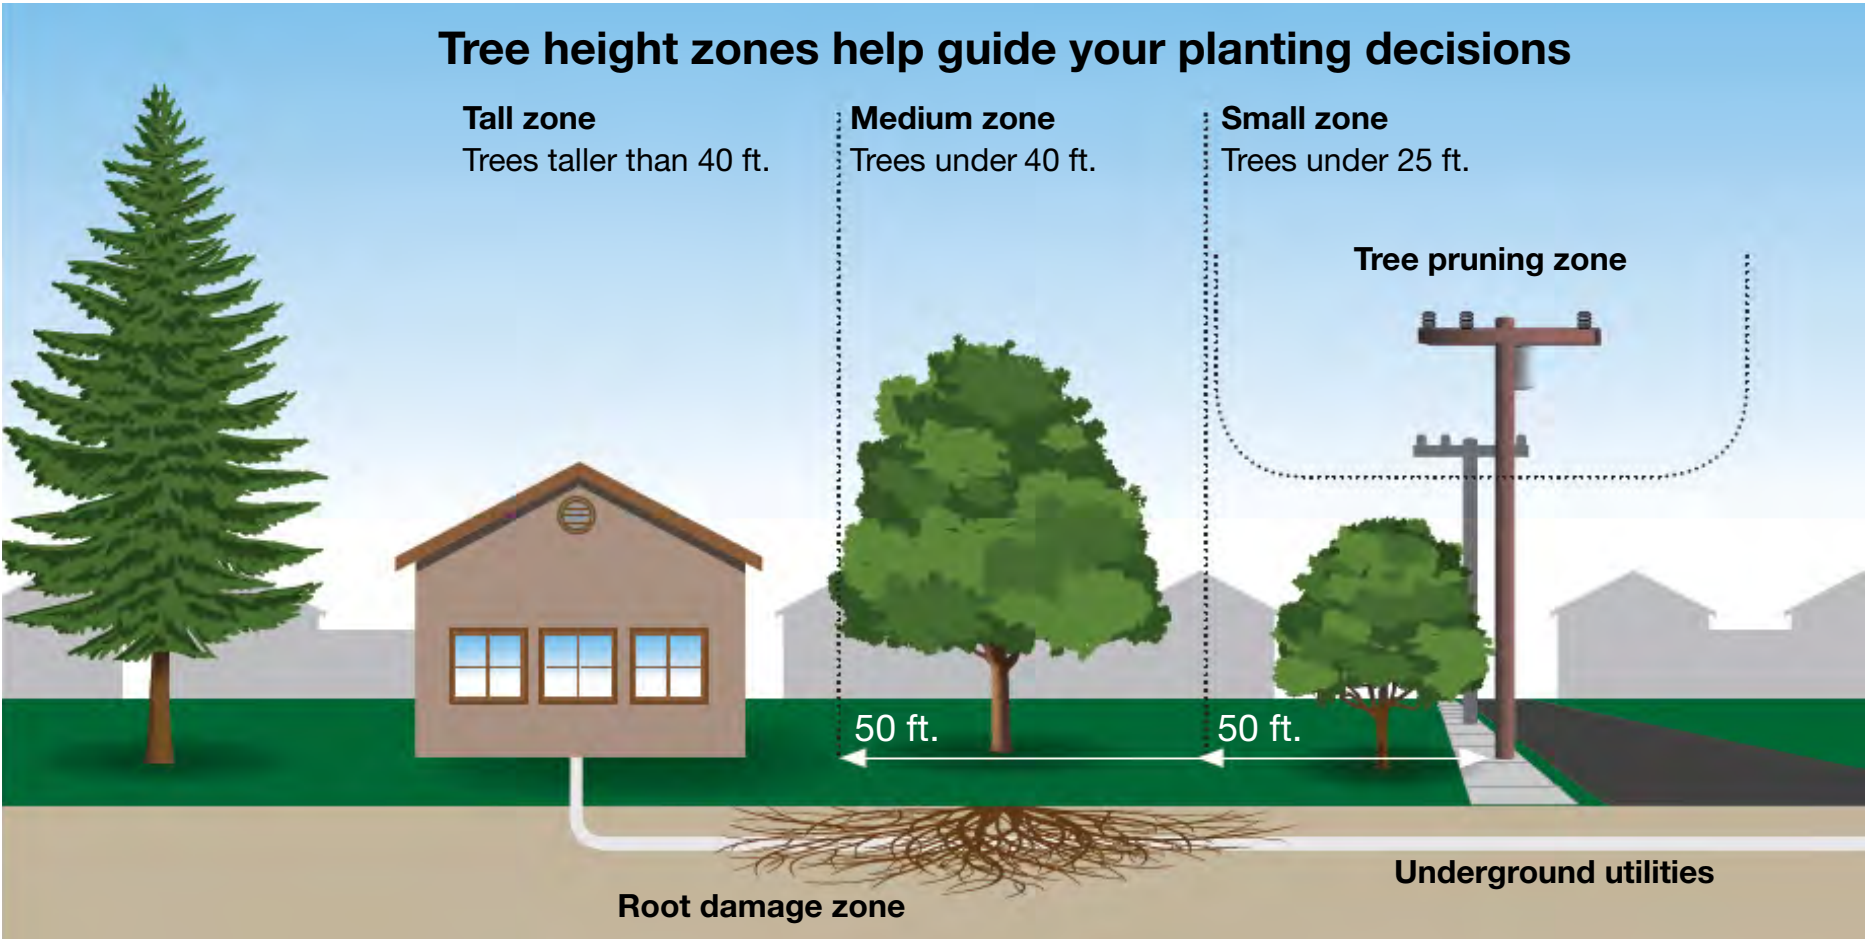 Tree height zones help guide your planting decisions
Tall zone
Trees taller than 40 ft.
Medium zone
Trees under 40 ft.
Small zone
Trees under 25 ft.
Tree pruning zone
50 ft.
50 ft.
Underground utilities
Root damage zone